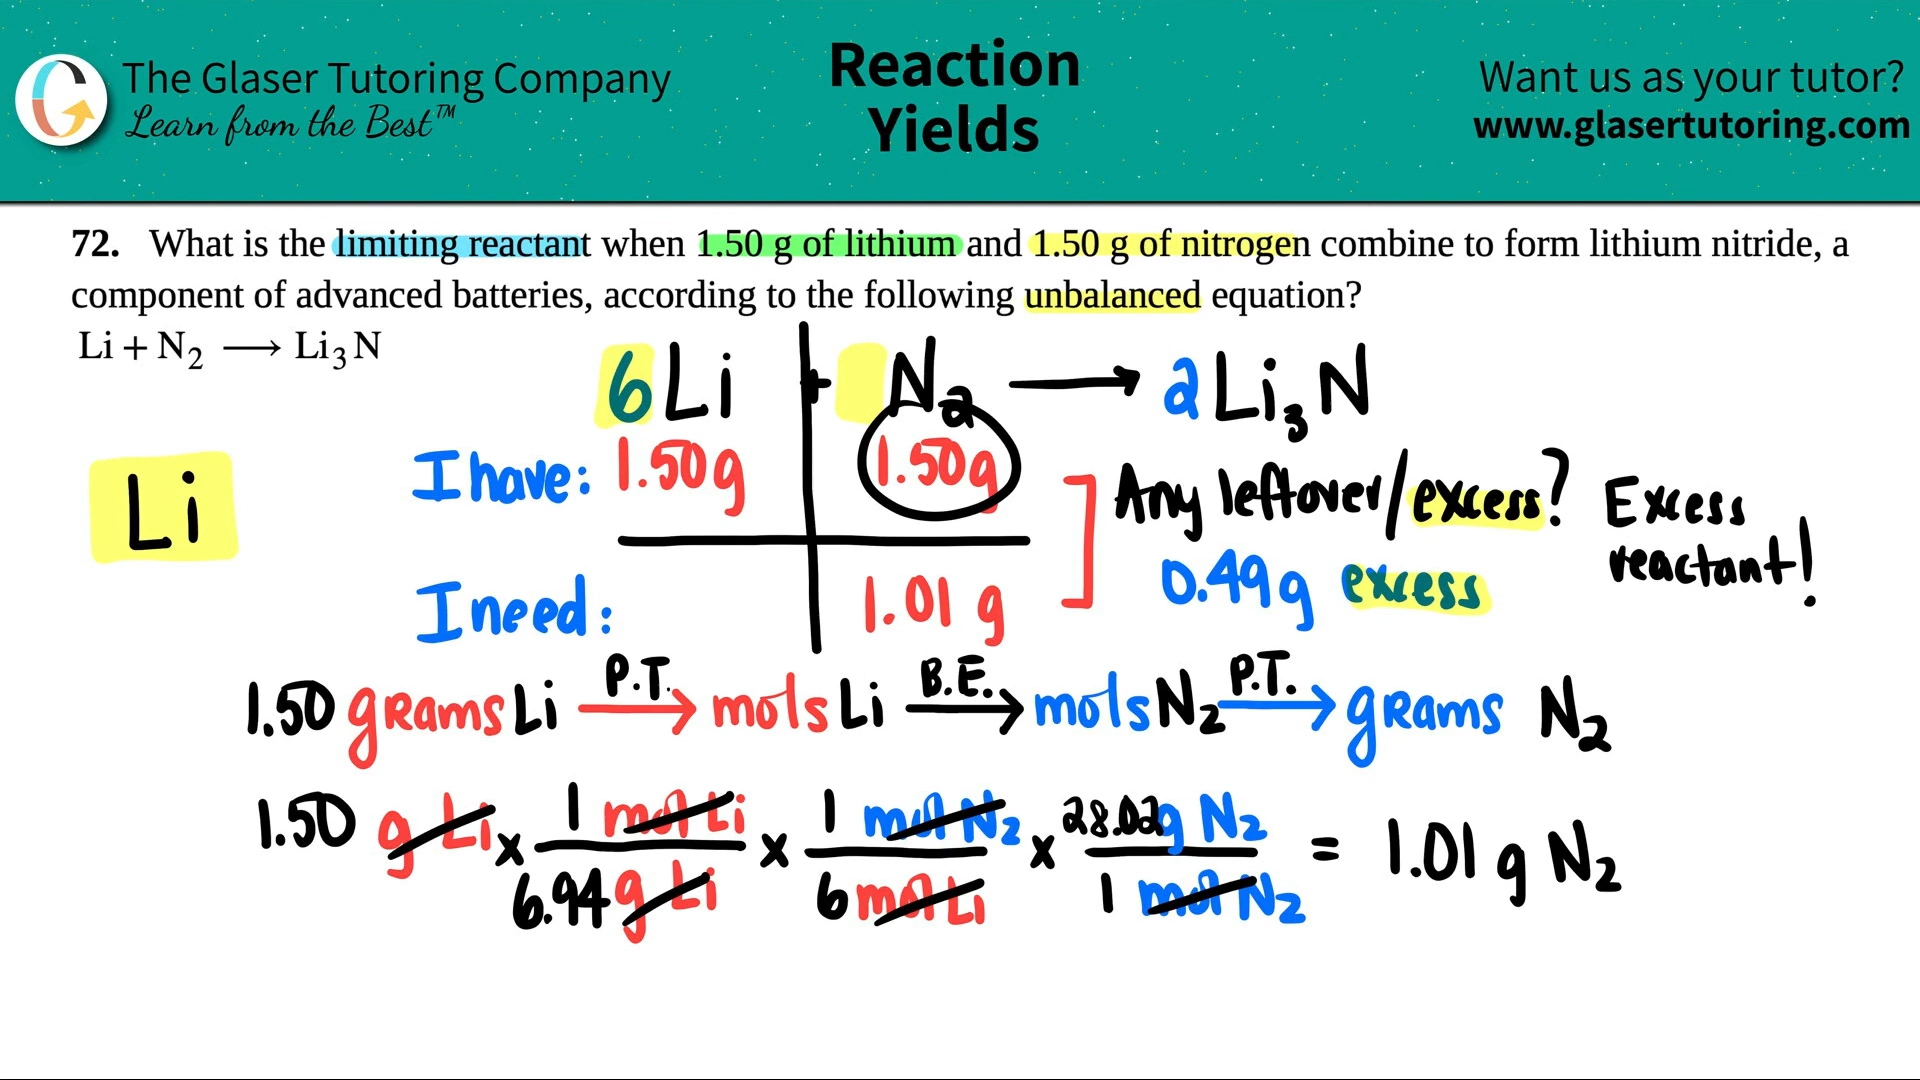 The Glaser Tutoring Company
Learn from the Best™
Reaction
Yields
Want us as your tutor?
www.glasertutoring.com
72. What is the limiting reactant when 1.50 g of lithium and 1.50 g of nitrogen combine to form lithium nitride, a
component of advanced batteries, according to the following unbalanced equation?
Li + N₂ ⟶ Li₃N
6 Li + N₂ ⟶ 2 Li₃N
Li
I have: 1.50g 1.50g
Any leftover/excess? Excess
reactant!
I need: 1.01 g
0.49g excess
P.T. B.E. P.T.
1.50 grams Li → mols Li → mols N₂ → grams N₂
1.50 g Li x 1 mol Li / 6.94 g Li x 1 mol N₂ / 6 mol Li x 28.02g N₂ / 1 mol N₂ = 1.01 g N₂